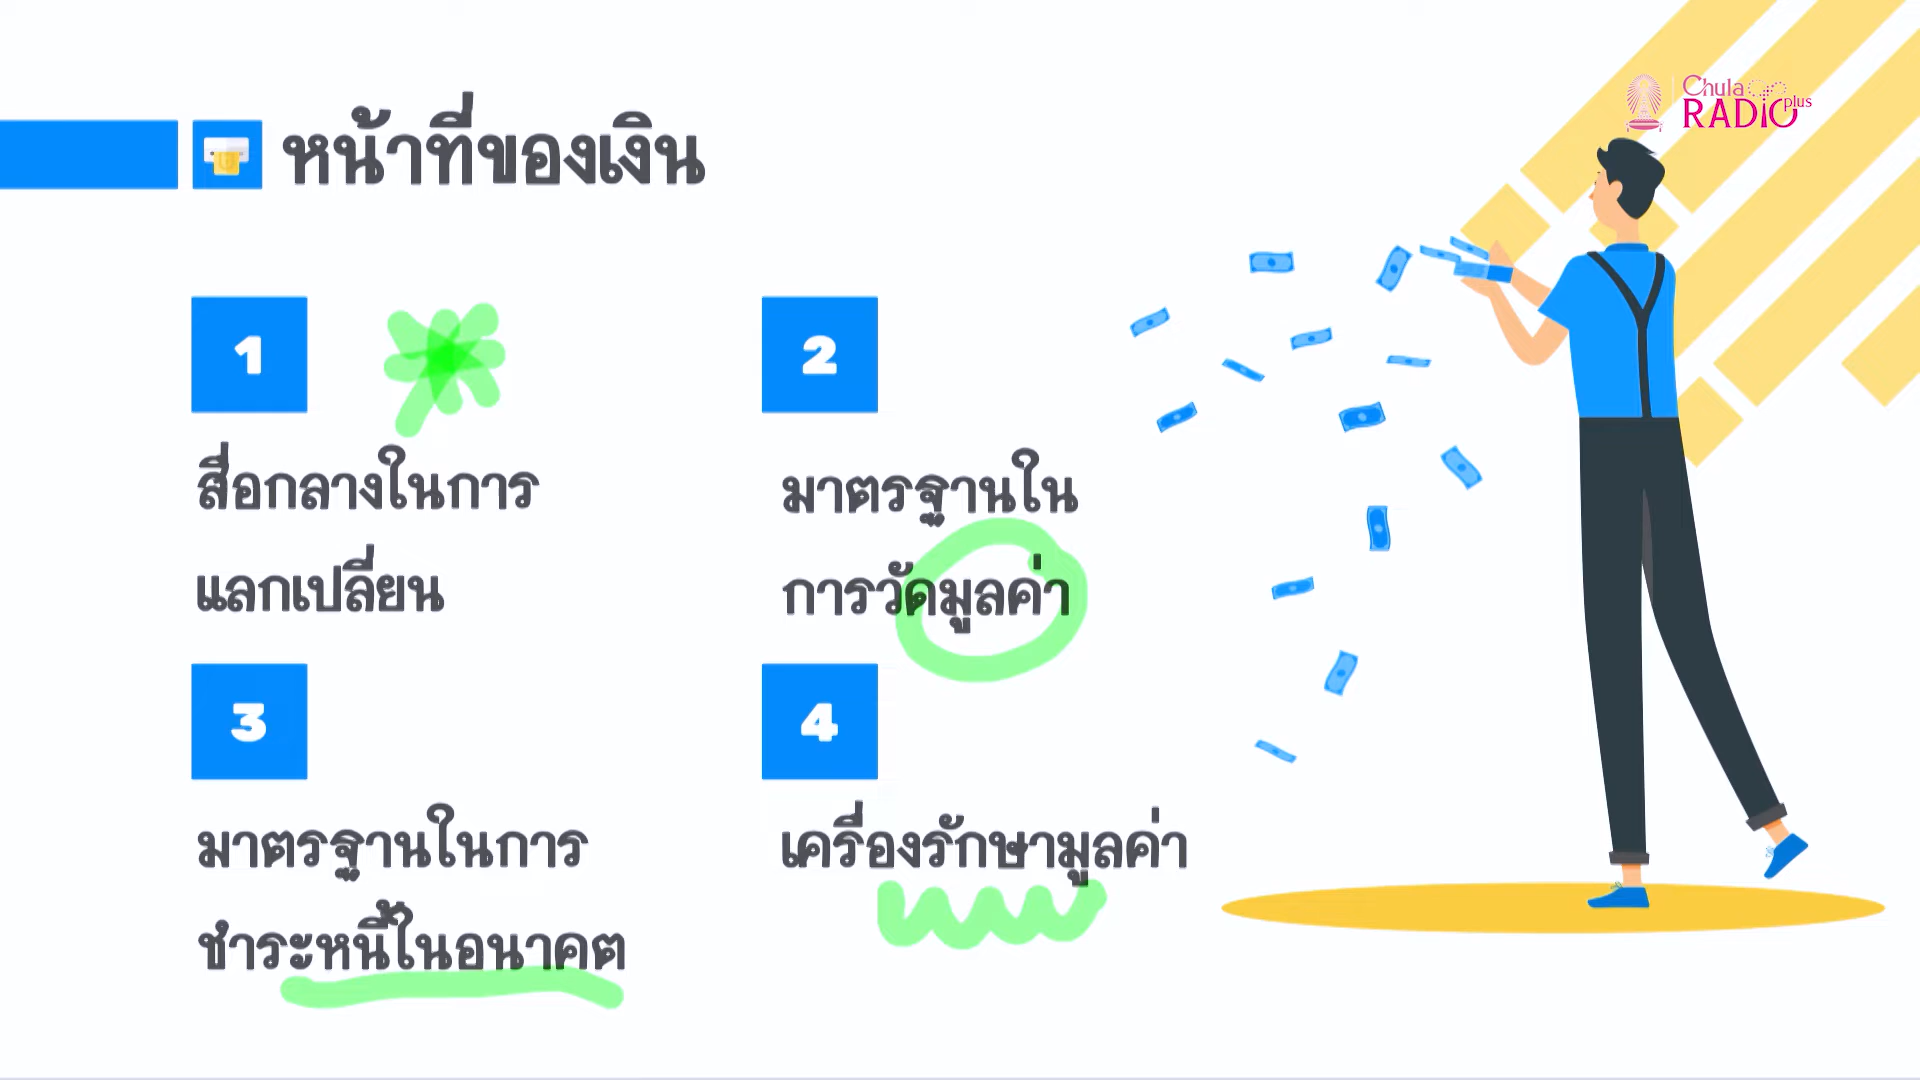 Chula
RADIO plus
หน้าที่ของเงิน
1
สื่อกลางในการ
แลกเปลี่ยน
2
มาตรฐานใน
การวัดมูลค่า
3
มาตรฐานในการ
ชำระหนี้ในอนาคต
4
เครื่องรักษามูลค่า